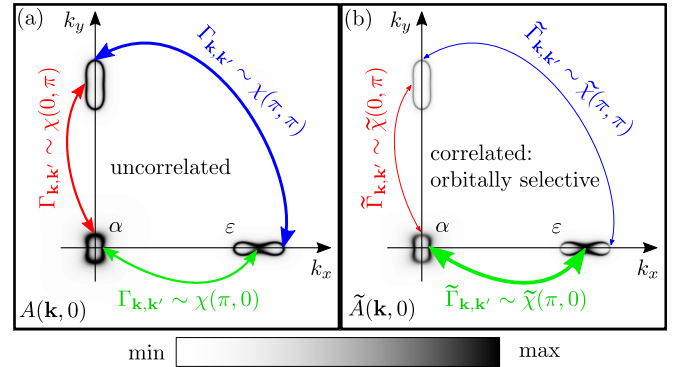 (a)
k_y
Γ_{k,k′} ∼ χ(0, π)
Γ_{k,k′} ∼ χ(π, π)
uncorrelated
α
ε
k_x
Γ_{k,k′} ∼ χ(π, 0)
A(k, 0)
(b)
k_y
Γ̃_{k,k′} ∼ χ̃(0, π)
Γ̃_{k,k′} ∼ χ̃(π, π)
correlated:
orbitally selective
α
ε
k_x
Γ̃_{k,k′} ∼ χ̃(π, 0)
Ã(k, 0)
min
max